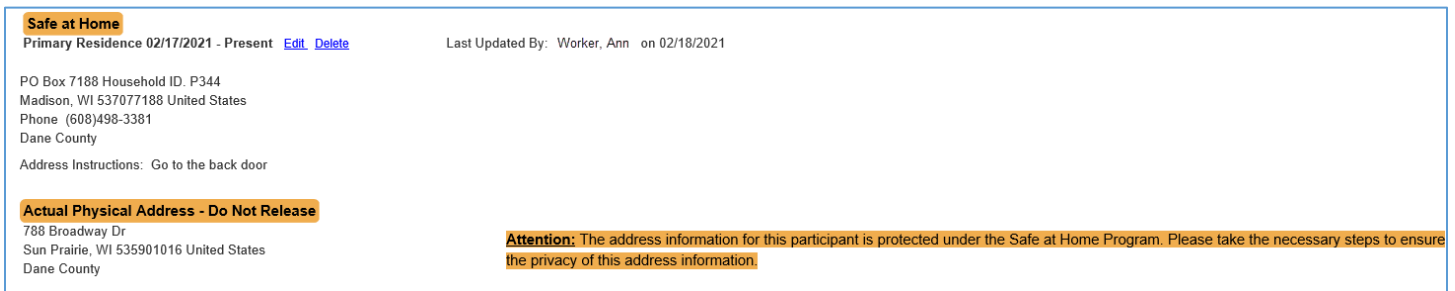 Safe at Home
Primary Residence 02/17/2021 - Present Edit Delete Last Updated By: Worker, Ann on 02/18/2021
PO Box 7188 Household ID. P344
Madison, WI 537077188 United States
Phone (608)498-3381
Dane County
Address Instructions: Go to the back door
Actual Physical Address - Do Not Release
788 Broadway Dr
Sun Prairie, WI 535901016 United States
Dane County
Attention: The address information for this participant is protected under the Safe at Home Program. Please take the necessary steps to ensure
the privacy of this address information.